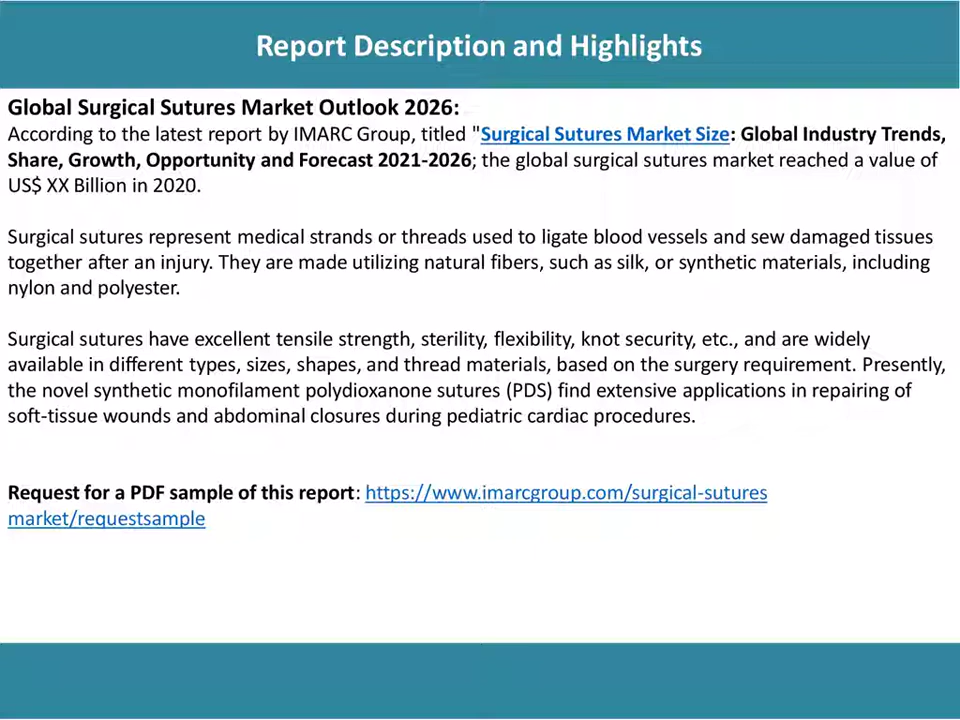 Report Description and Highlights
Global Surgical Sutures Market Outlook 2026:
According to the latest report by IMARC Group, titled "Surgical Sutures Market Size: Global Industry Trends,
Share, Growth, Opportunity and Forecast 2021-2026; the global surgical sutures market reached a value of
US$ XX Billion in 2020.
Surgical sutures represent medical strands or threads used to ligate blood vessels and sew damaged tissues
together after an injury. They are made utilizing natural fibers, such as silk, or synthetic materials, including
nylon and polyester.
Surgical sutures have excellent tensile strength, sterility, flexibility, knot security, etc., and are widely
available in different types, sizes, shapes, and thread materials, based on the surgery requirement. Presently,
the novel synthetic monofilament polydioxanone sutures (PDS) find extensive applications in repairing of
soft-tissue wounds and abdominal closures during pediatric cardiac procedures.
Request for a PDF sample of this report: https://www.imarcgroup.com/surgical-sutures
market/requestsample